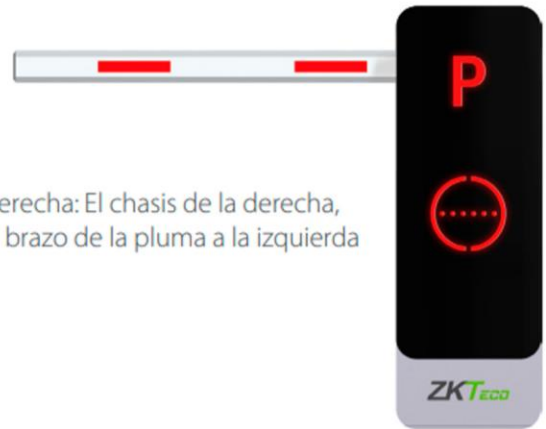 P
erecha: El chasis de la derecha,
brazo de la pluma a la izquierda
ZKTeco